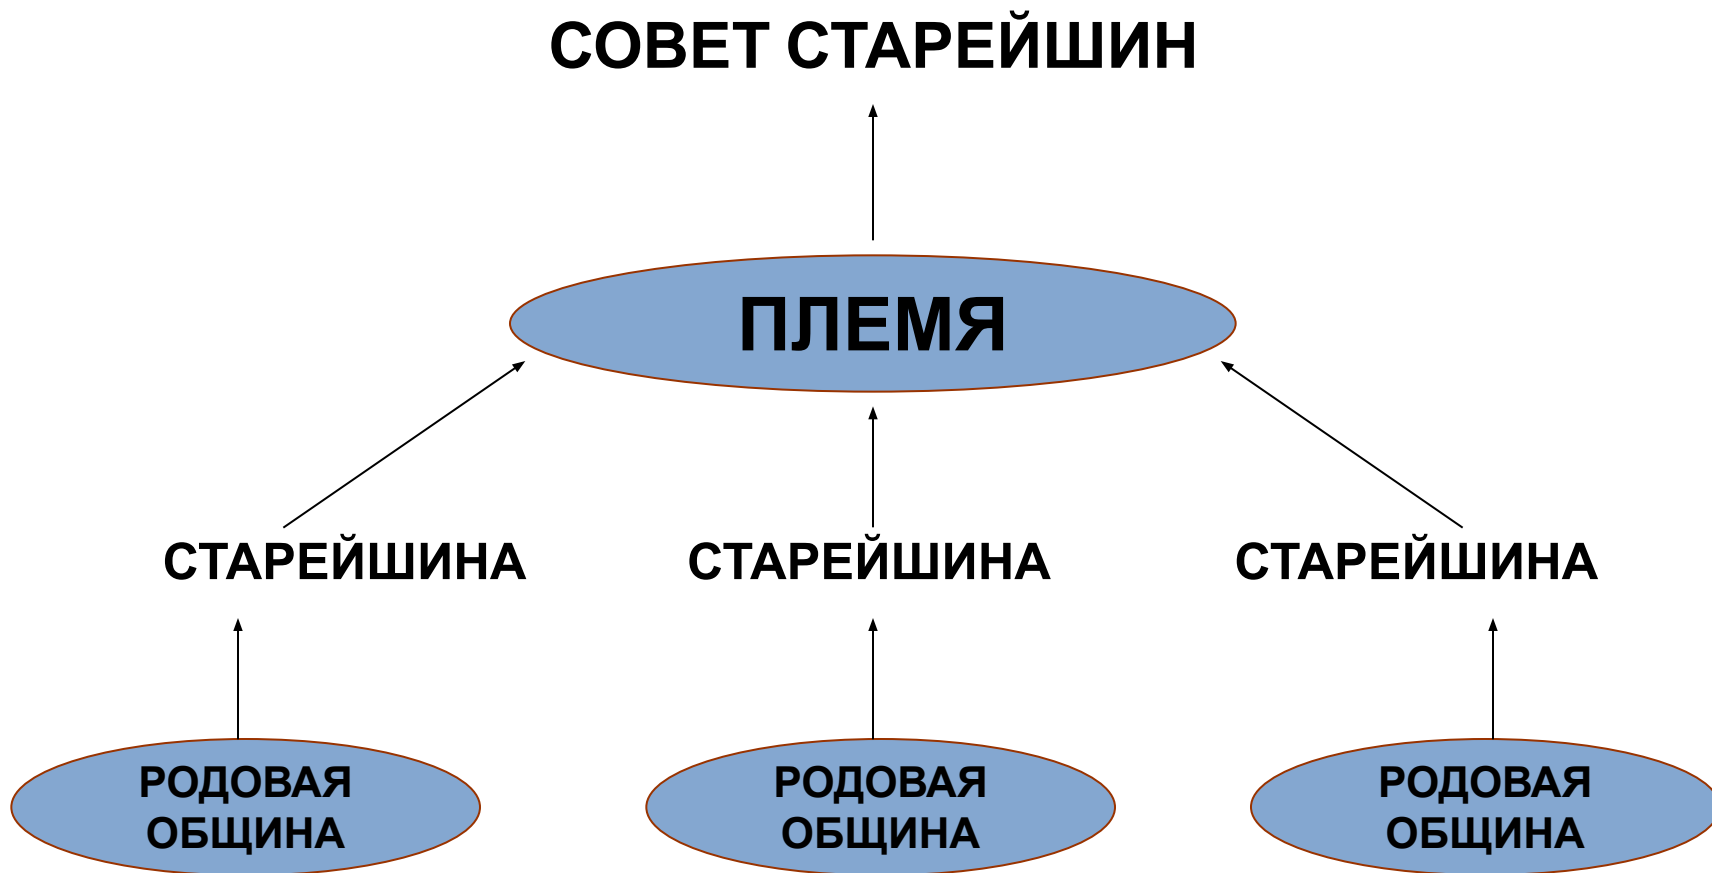 СОВЕТ СТАРЕЙШИН
ПЛЕМЯ
СТАРЕЙШИНА
СТАРЕЙШИНА
СТАРЕЙШИНА
РОДОВАЯ
ОБЩИНА
РОДОВАЯ
ОБЩИНА
РОДОВАЯ
ОБЩИНА